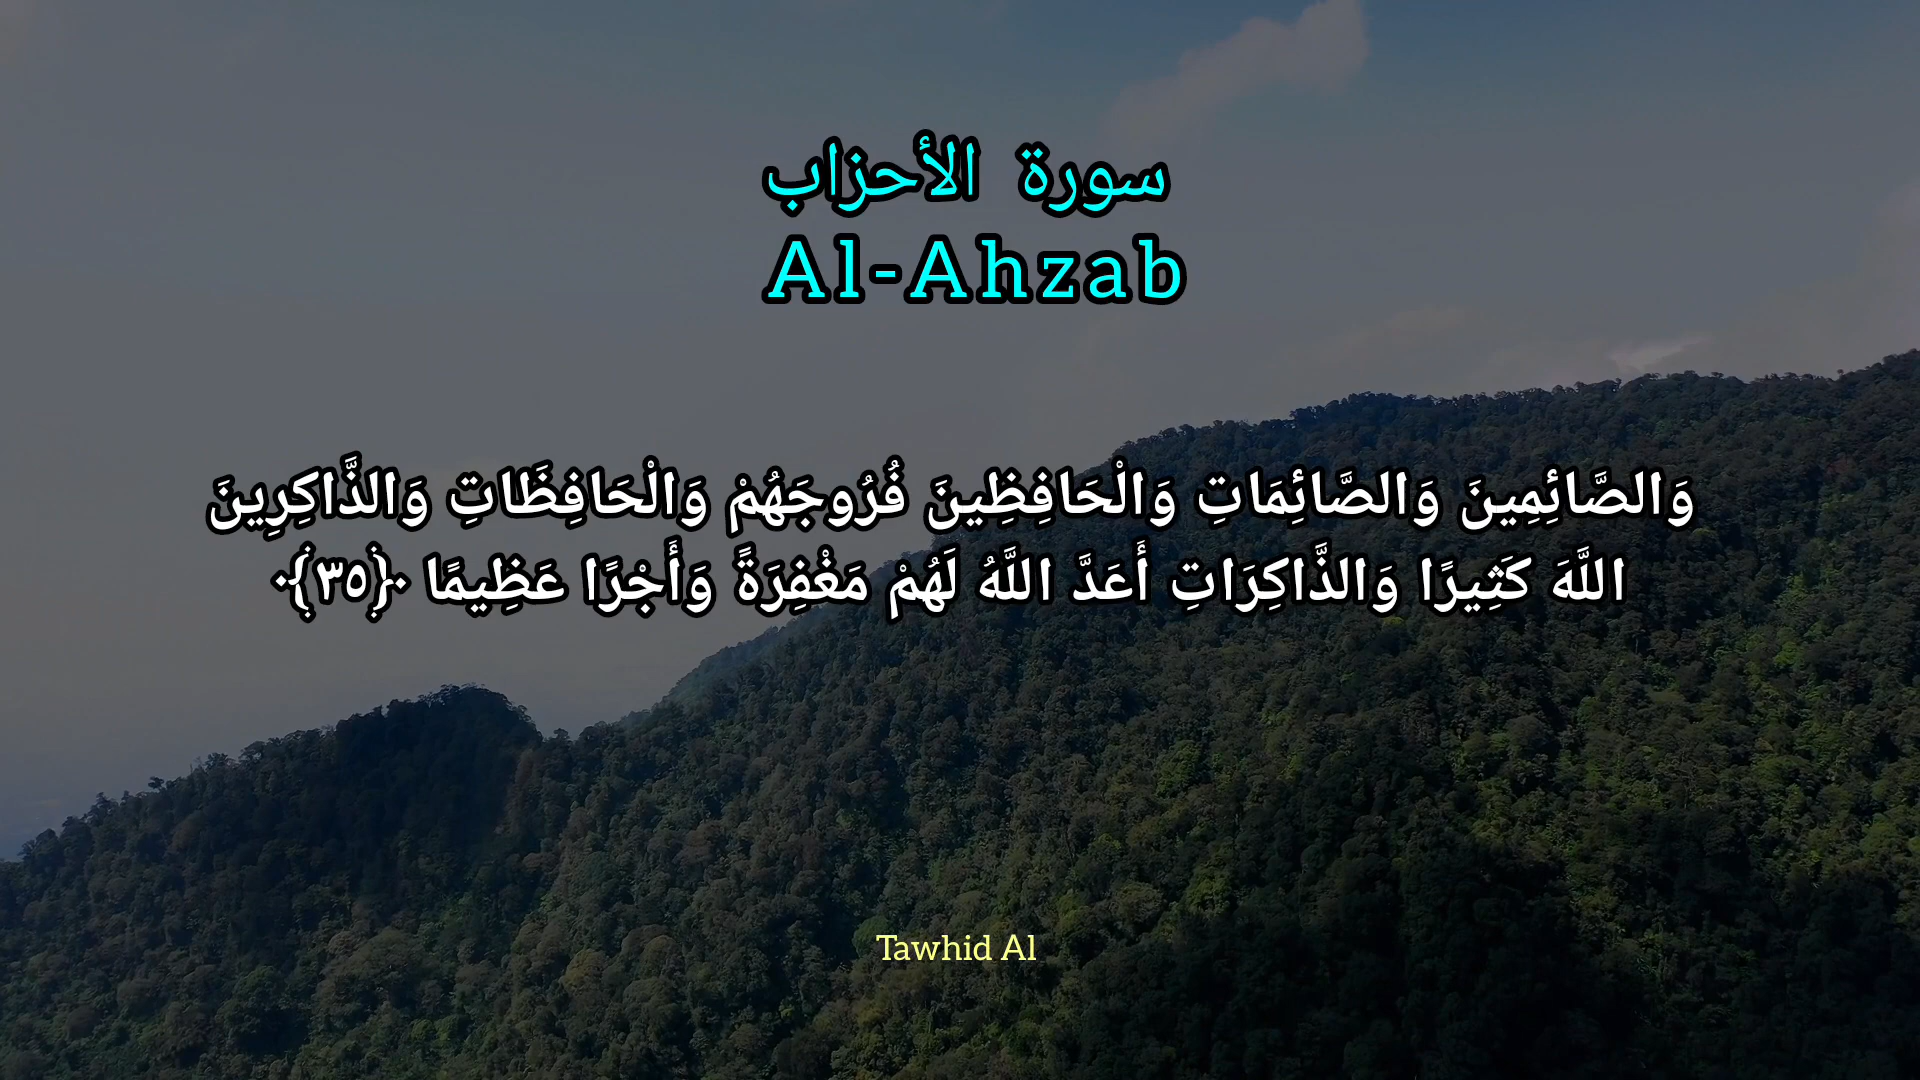 سورة الأحزاب
Al-Ahzab
وَالصَّائِمِينَ وَالصَّائِمَاتِ وَالْحَافِظِينَ فُرُوجَهُمْ وَالْحَافِظَاتِ وَالذَّاكِرِينَ
اللَّهَ كَثِيرًا وَالذَّاكِرَاتِ أَعَدَّ اللَّهُ لَهُمْ مَغْفِرَةً وَأَجْرًا عَظِيمًا ﴿٣٥﴾
Tawhid Al